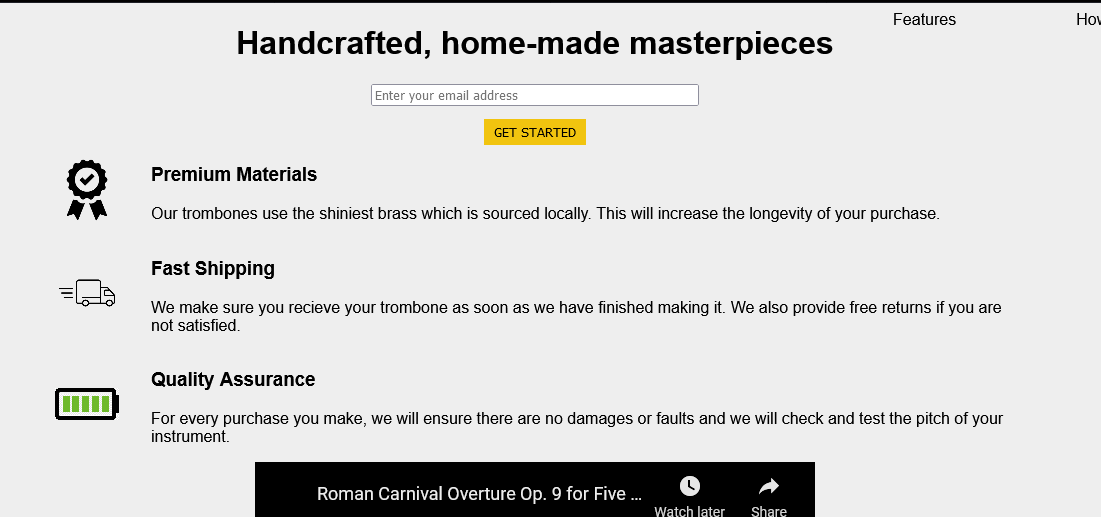 Features
How
Handcrafted, home-made masterpieces
Enter your email address
GET STARTED
Premium Materials
Our trombones use the shiniest brass which is sourced locally. This will increase the longevity of your purchase.
Fast Shipping
We make sure you recieve your trombone as soon as we have finished making it. We also provide free returns if you are
not satisfied.
Quality Assurance
For every purchase you make, we will ensure there are no damages or faults and we will check and test the pitch of your
instrument.
Roman Carnival Overture Op. 9 for Five ...
Watch later
Share